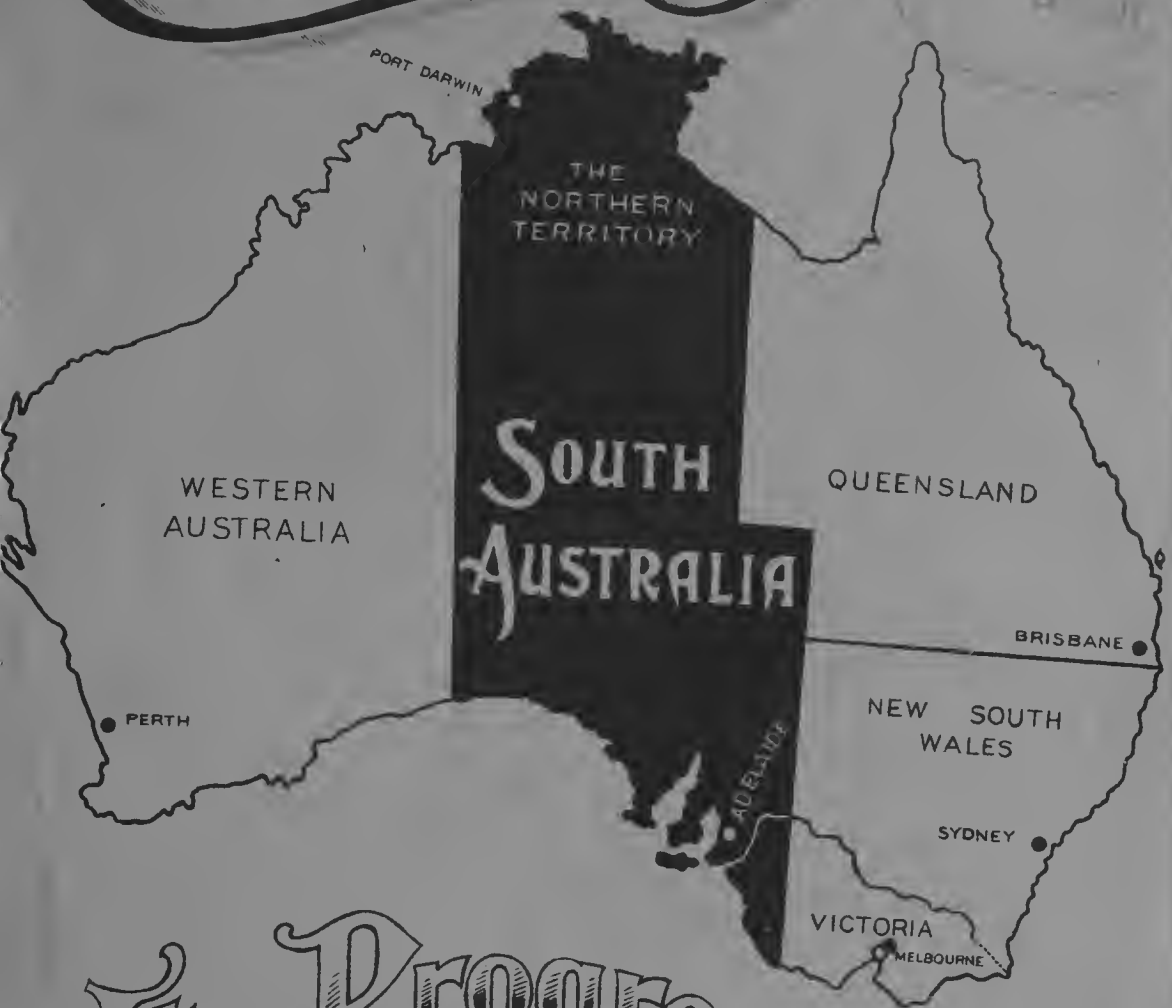 PORT DARWIN
THE
NORTHERN
TERRITORY
SOUTH
AUSTRALIA
WESTERN
AUSTRALIA
QUEENSLAND
BRISBANE
PERTH
NEW SOUTH
WALES
ADELAIDE
SYDNEY
VICTORIA
MELBOURNE